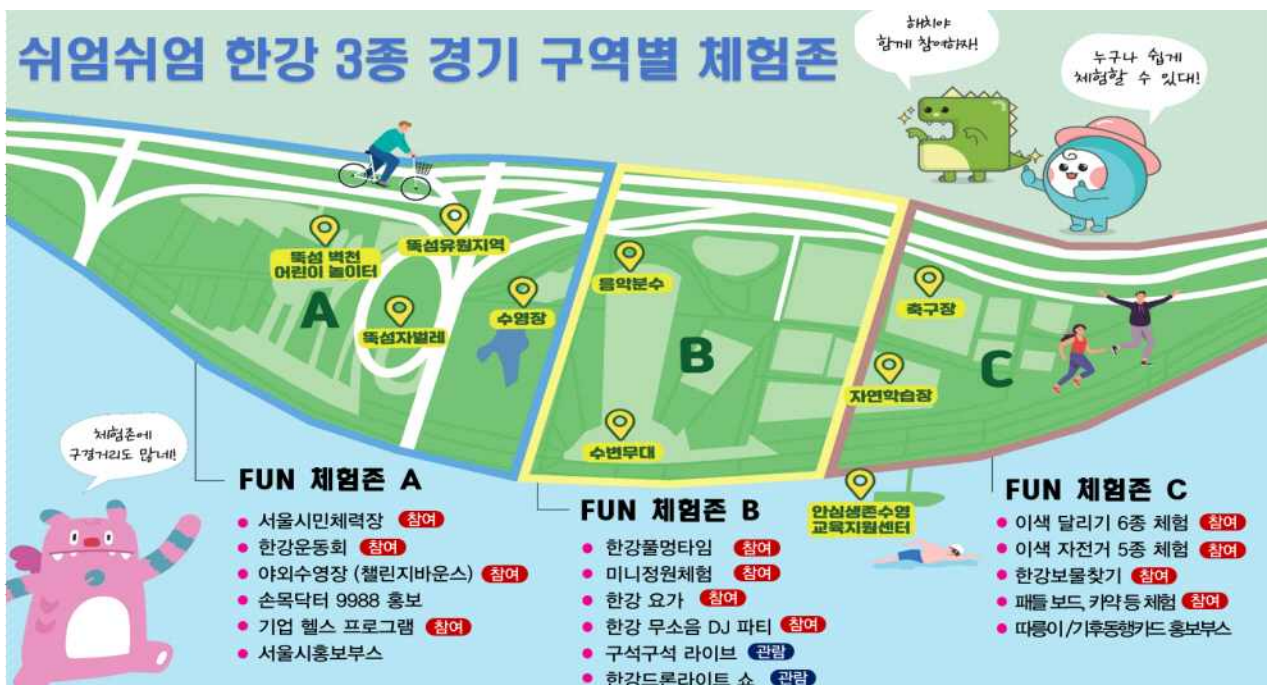 쉬엄쉬엄 한강 3종 경기 구역별 체험존
해치야
함께 참여하자!
누구나 쉽게
체험할 수 있대!
뚝섬 벽천
어린이 놀이터
뚝섬유원지역
A
뚝섬자벌레
수영장
음악분수
B
수변무대
축구장
C
자연학습장
안심생존수영
교육지원센터
체험존에
구경거리도 많네!
FUN 체험존 A
서울시민체력장 참여
한강운동회 참여
야외수영장 (챌린지바운스) 참여
손목닥터 9988 홍보
기업 헬스 프로그램 참여
서울시홍보부스
FUN 체험존 B
한강풀멍타임 참여
미니정원체험 참여
한강 요가 참여
한강 무소음 DJ 파티 참여
구석구석 라이브 관람
한강드론라이트 쇼 관람
FUN 체험존 C
이색 달리기 6종 체험 참여
이색 자전거 5종 체험 참여
한강보물찾기 참여
패들 보드, 카약 등 체험 참여
따릉이/기후동행카드 홍보부스